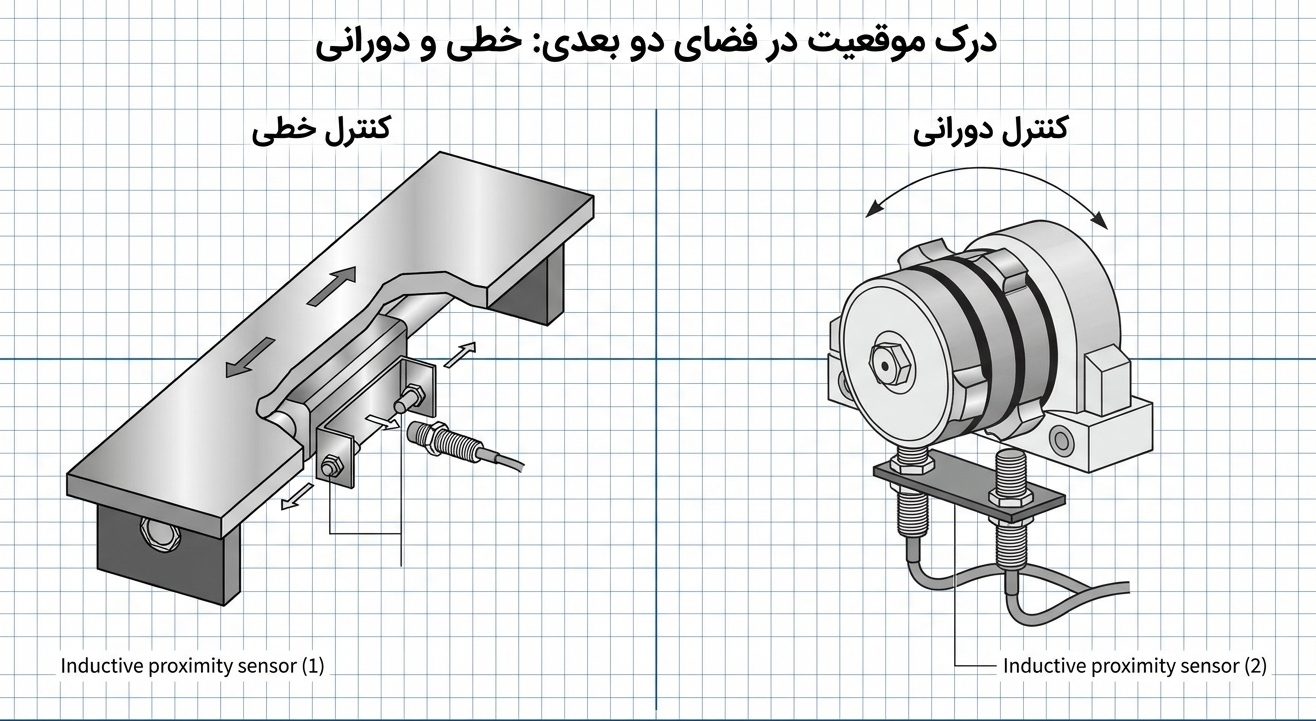 درک موقعیت در فضای دو بعدی: خطی و دورانی
کنترل خطی
کنترل دورانی
Inductive proximity sensor (1)
Inductive proximity sensor (2)